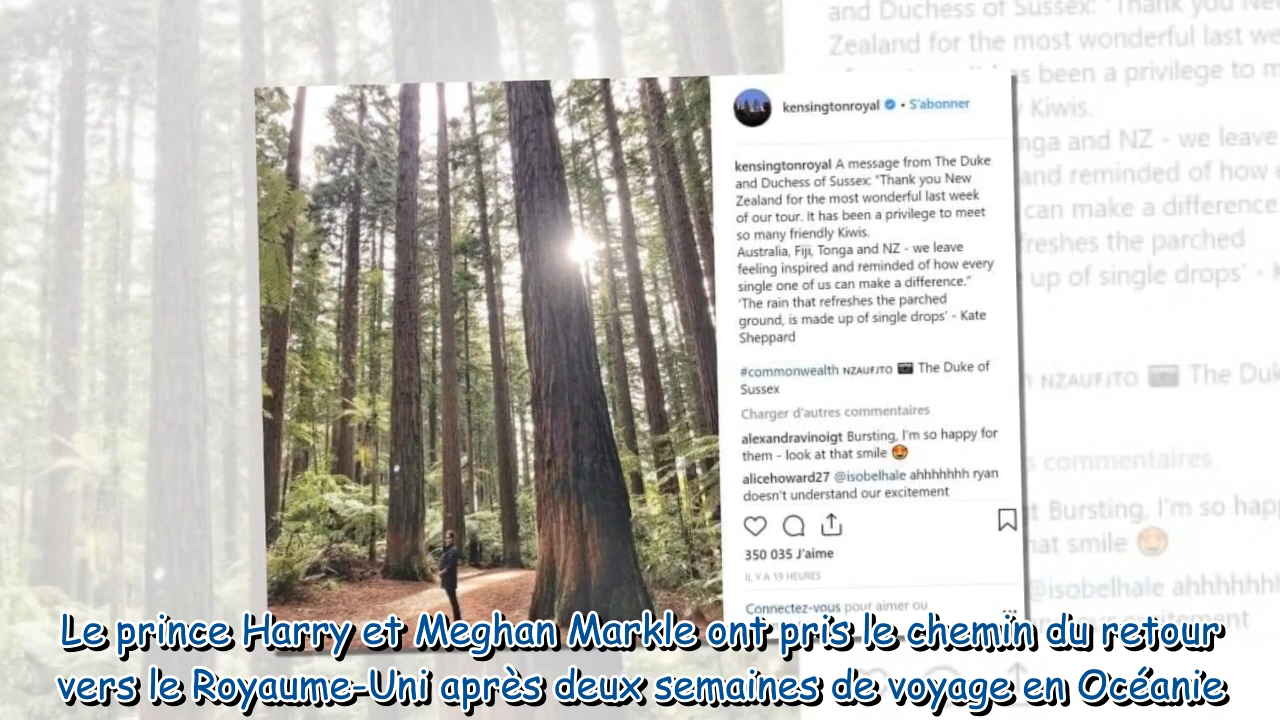 kensingtonroyal • S'abonner
kensingtonroyal A message from The Duke
and Duchess of Sussex: "Thank you New
Zealand for the most wonderful last week
of our tour. It has been a privilege to meet
so many friendly Kiwis.
Australia, Fiji, Tonga and NZ - we leave
feeling inspired and reminded of how every
single one of us can make a difference."
'The rain that refreshes the parched
ground, is made up of single drops' - Kate
Sheppard
#commonwealth NZAUFJTO 📷 The Duke of
Sussex
Charger d'autres commentaires
alexandravinoigt Bursting, I'm so happy for
them - look at that smile 🤩
alicehoward27 @isobelhale ahhhhhhh ryan
doesn't understand our excitement
350 035 J'aime
IL Y A 19 HEURES
Connectez-vous pour aimer ou
Le prince Harry et Meghan Markle ont pris le chemin du retour
vers le Royaume-Uni après deux semaines de voyage en Océanie